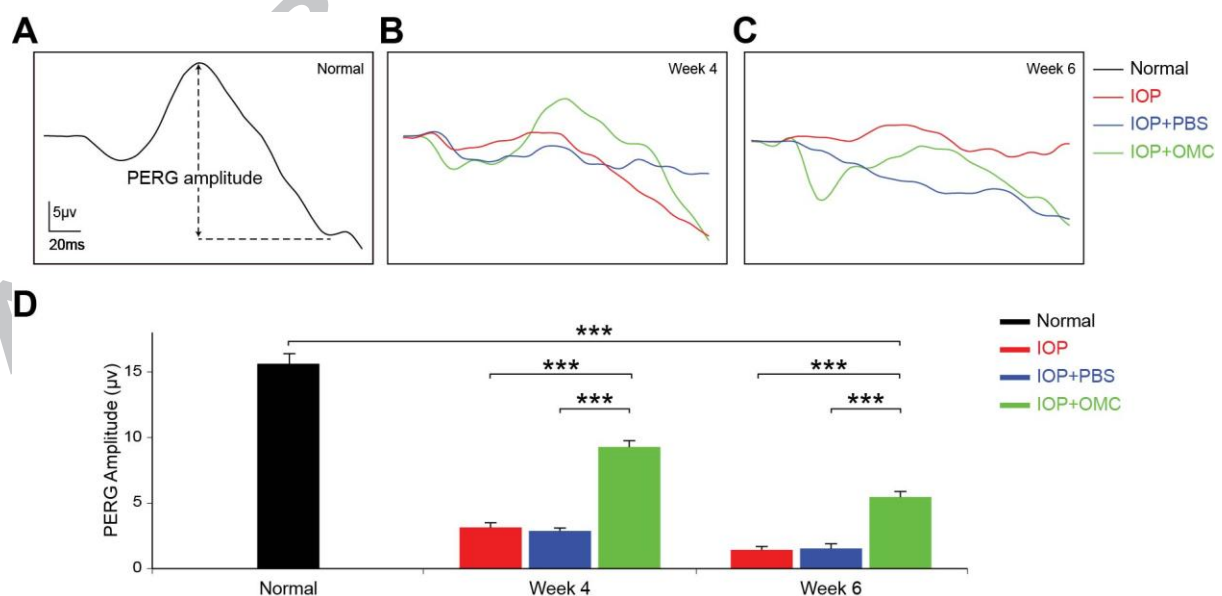 A
Normal
PERG amplitude
5μv
20ms
B
Week 4
C
Week 6
Normal
IOP
IOP+PBS
IOP+OMC
D
PERG Amplitude (μv)
15
10
5
0
***
***
***
***
***
Normal
Week 4
Week 6
Normal
IOP
IOP+PBS
IOP+OMC